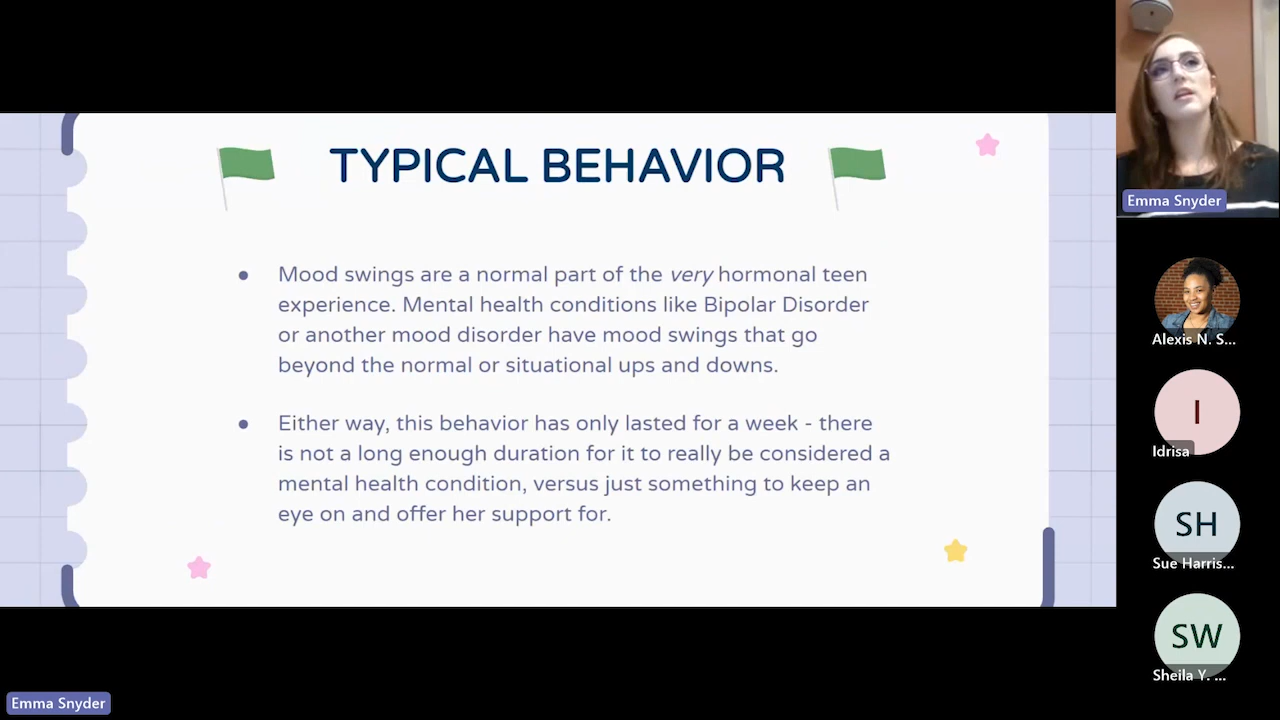 TYPICAL BEHAVIOR
● Mood swings are a normal part of the very hormonal teen
experience. Mental health conditions like Bipolar Disorder
or another mood disorder have mood swings that go
beyond the normal or situational ups and downs.
● Either way, this behavior has only lasted for a week - there
is not a long enough duration for it to really be considered a
mental health condition, versus just something to keep an
eye on and offer her support for.
Emma Snyder
Alexis N. S...
I
Idrisa
SH
Sue Harris...
SW
Sheila Y. ...
Emma Snyder